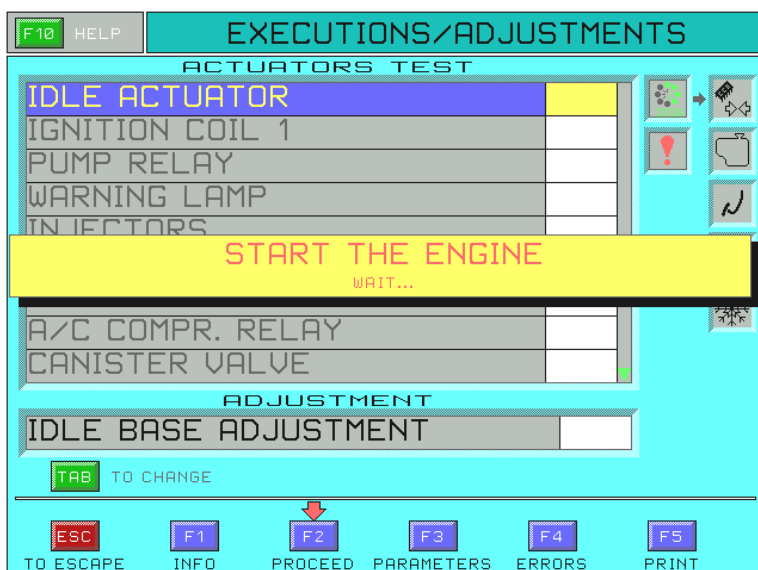 F10 HELP EXECUTIONS/ADJUSTMENTS
ACTUATORS TEST
IDLE ACTUATOR
IGNITION COIL 1
PUMP RELAY
WARNING LAMP
INJECTORS
START THE ENGINE
WAIT...
A/C COMPR. RELAY
CANISTER VALVE
ADJUSTMENT
IDLE BASE ADJUSTMENT
TAB TO CHANGE
ESC F1 F2 F3 F4 F5
TO ESCAPE INFO PROCEED PARAMETERS ERRORS PRINT